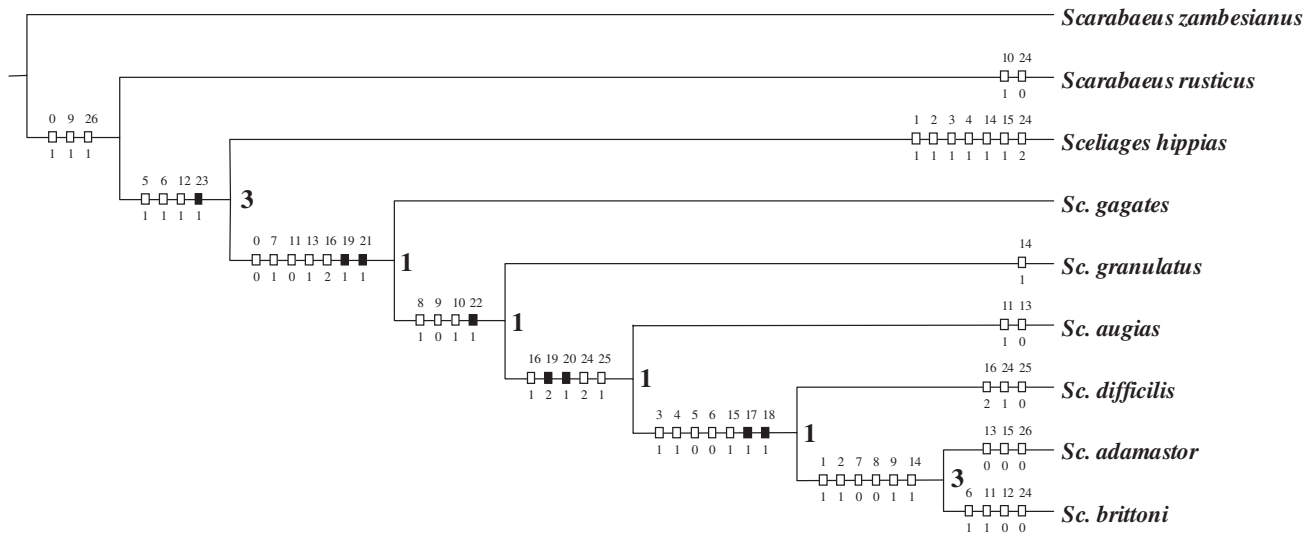 Scarabaeus zambesianus
10 24
Scarabaeus rusticus
1 0
0 9 26
1 2 3 4 14 15 24
Sceliages hippias
1 1 1
1 1 1 1 1 1 2
5 6 12 23
3
Sc. gagates
1 1 1 1
0 7 11 13 16 19 21
1
14
Sc. granulatus
0 1 0 1 2 1 1
1
8 9 10 22
1
11 13
Sc. augias
1 0 1 1
1 0
16 19 20 24 25
1
16 24 25
Sc. difficilis
1 2 1 2 1
2 1 0
3 4 5 6 15 17 18
1
13 15 26
Sc. adamastor
1 1 0 0 1 1 1
0 0 0
1 2 7 8 9 14
3
1 1 0 0 1 1
6 11 12 24
Sc. brittoni
1 1 0 0